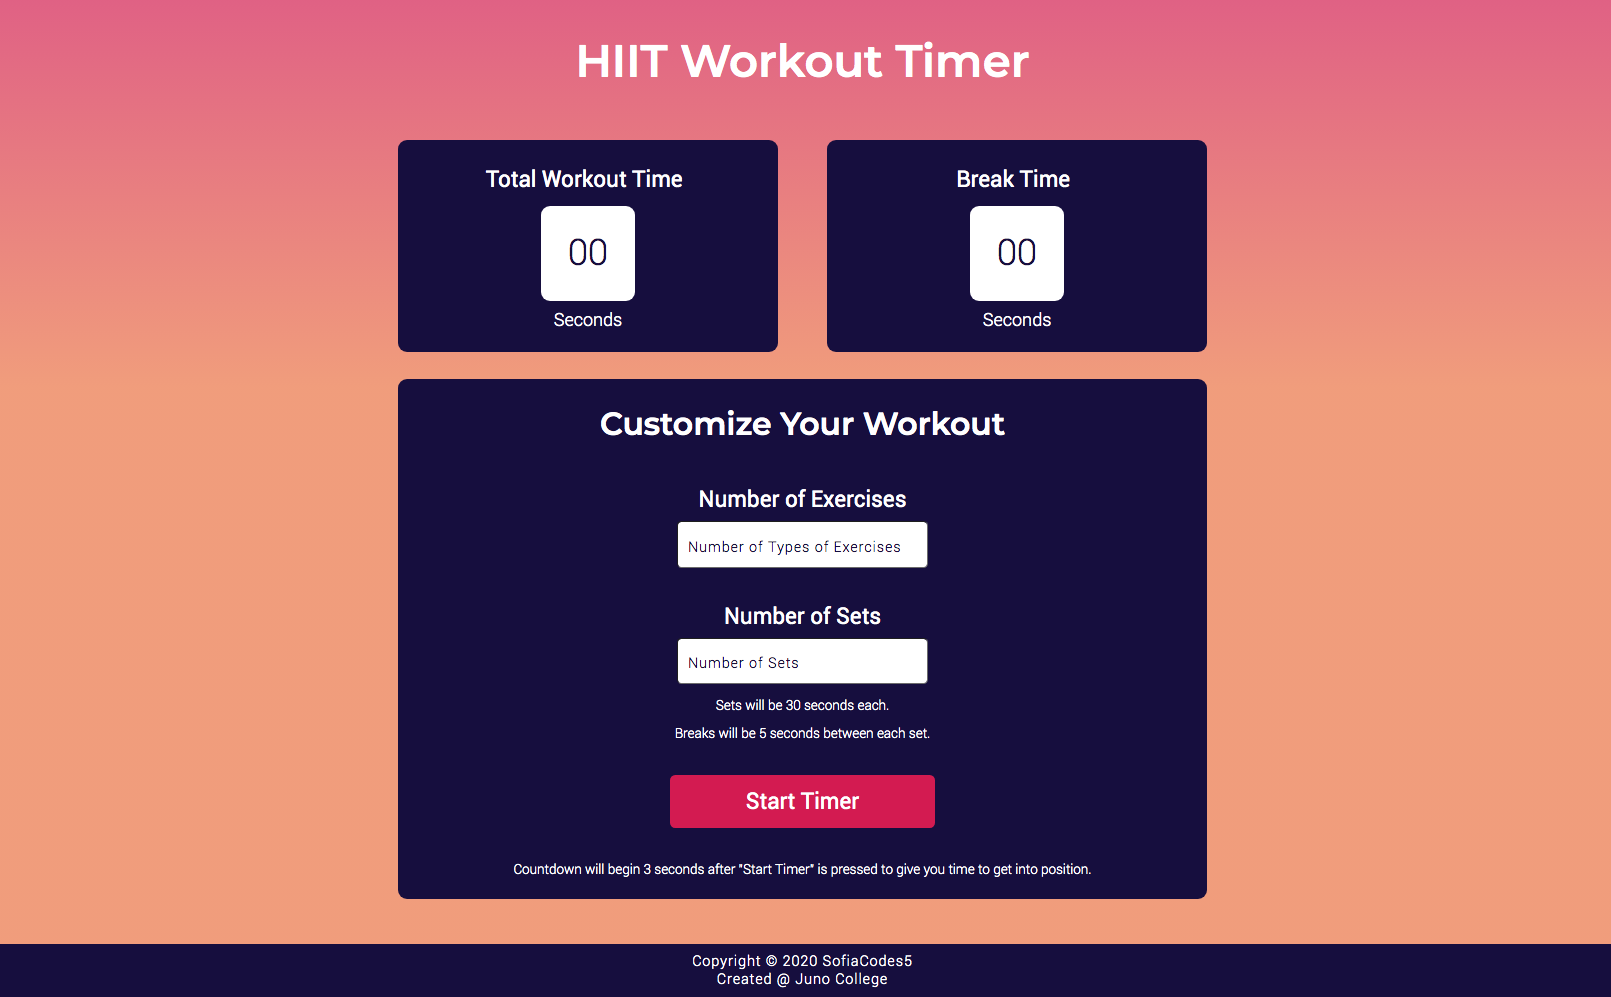 HIIT Workout Timer
Total Workout Time
00
Seconds
Break Time
00
Seconds
Customize Your Workout
Number of Exercises
Number of Types of Exercises
Number of Sets
Number of Sets
Sets will be 30 seconds each.
Breaks will be 5 seconds between each set.
Start Timer
Countdown will begin 3 seconds after "Start Timer" is pressed to give you time to get into position.
Copyright © 2020 SofiaCodes5
Created @ Juno College